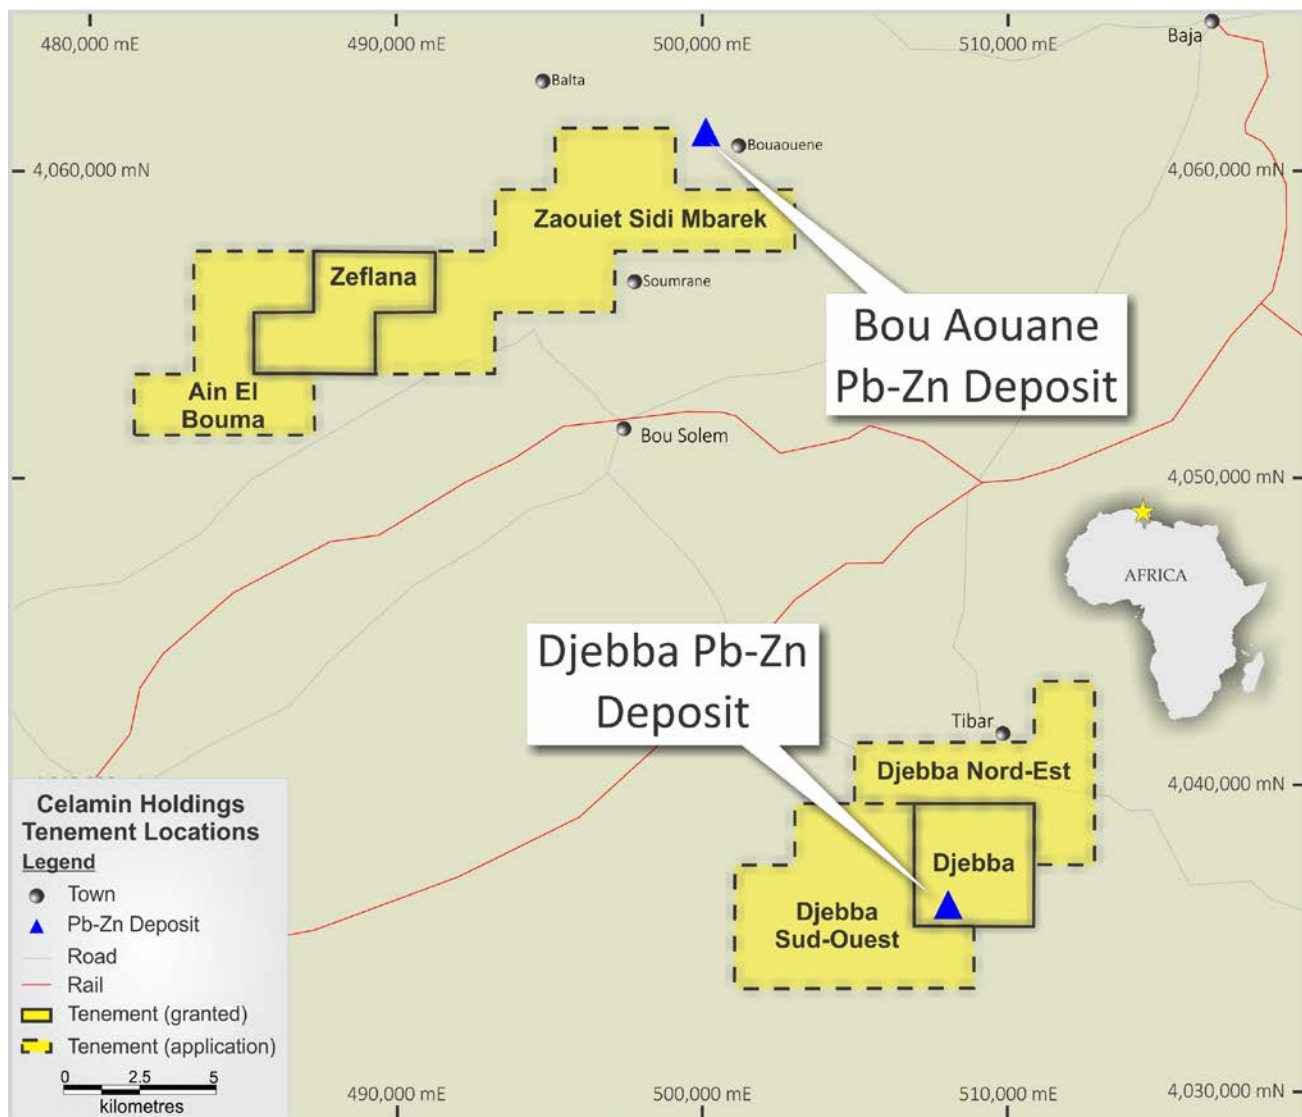 480,000 mE
490,000 mE
500,000 mE
510,000 mE
Baja
Balta
Bouaouene
4,060,000 mN
4,060,000 mN
Zaouiet Sidi Mbarek
Zeflana
Soumrane
Bou Aouane
Pb-Zn Deposit
Ain El
Bouma
Bou Solem
4,050,000 mN
AFRICA
Djebba Pb-Zn
Deposit
Tibar
Djebba Nord-Est
4,040,000 mN
Djebba
Djebba
Sud-Ouest
Celamin Holdings
Tenement Locations
Legend
Town
Pb-Zn Deposit
Road
Rail
Tenement (granted)
Tenement (application)
0 2.5 5
kilometres
490,000 mE
500,000 mE
510,000 mE
4,030,000 mN